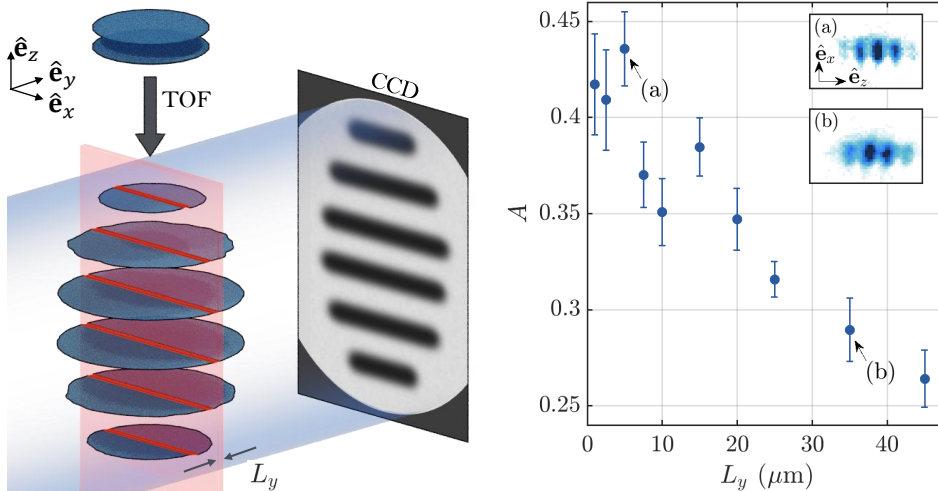 ê_z
ê_y
ê_x
TOF
CCD
L_y
A
0.45
0.4
0.35
0.3
0.25
0
10
20
30
40
L_y (μm)
(a)
(b)
(a)
ê_x
ê_z
(b)